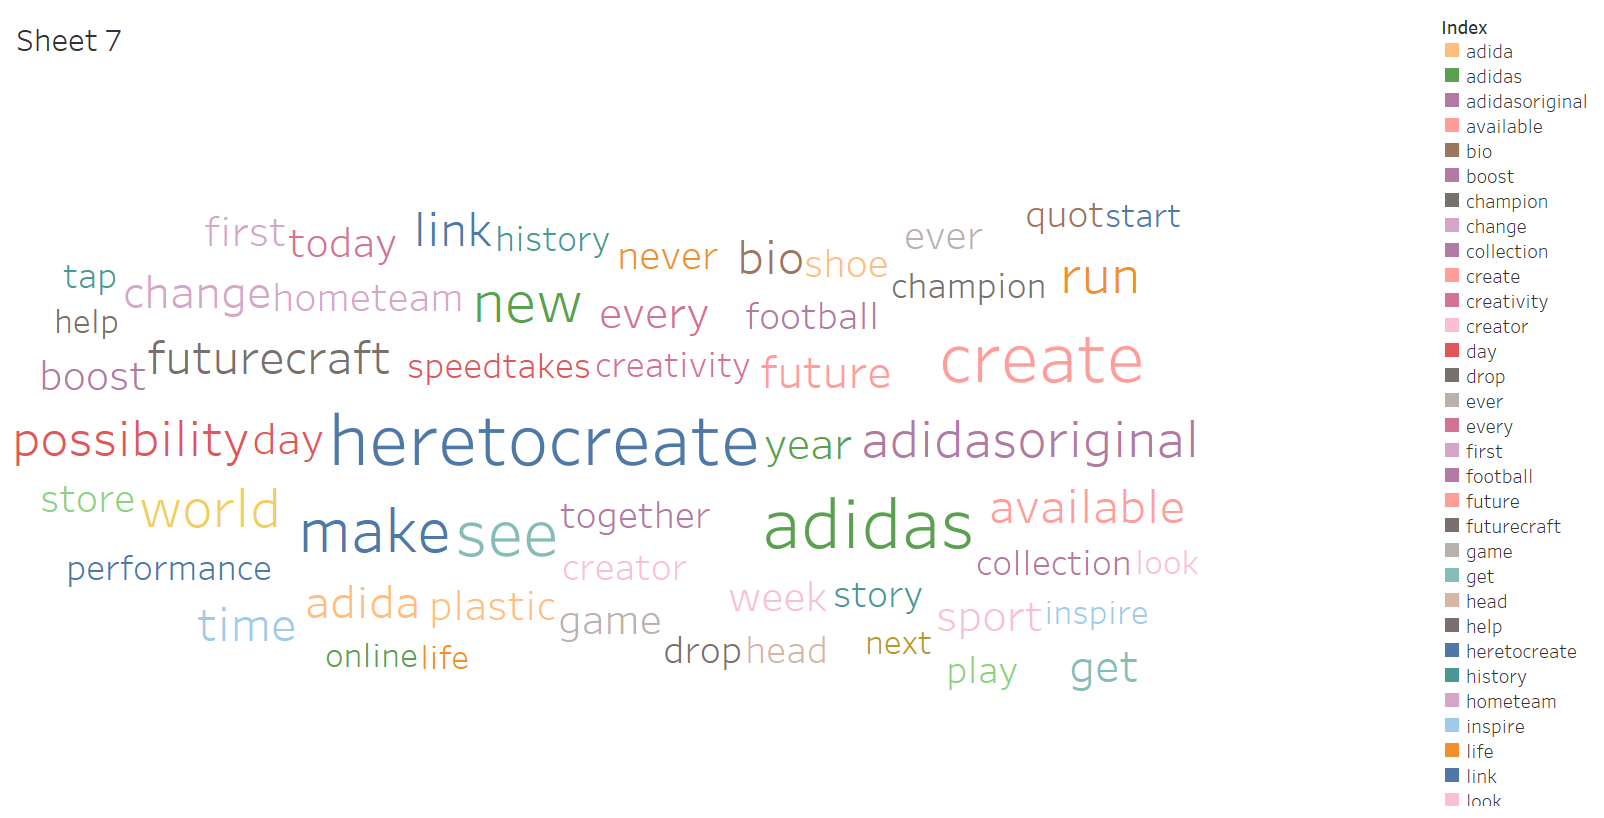 Sheet 7
first today link history never bio shoe ever quot start
tap change hometeam new every football champion run
help
boost futurecraft speedtakes creativity future create
possibility day heretocreate year adidasoriginal
store world make see together adidas available
performance creator collection look
time adida plastic game week story sport inspire
online life drop head next play get
Index
adida
adidas
adidasoriginal
available
bio
boost
champion
change
collection
create
creativity
creator
day
drop
ever
every
first
football
future
futurecraft
game
get
head
help
heretocreate
history
hometeam
inspire
life
link
look